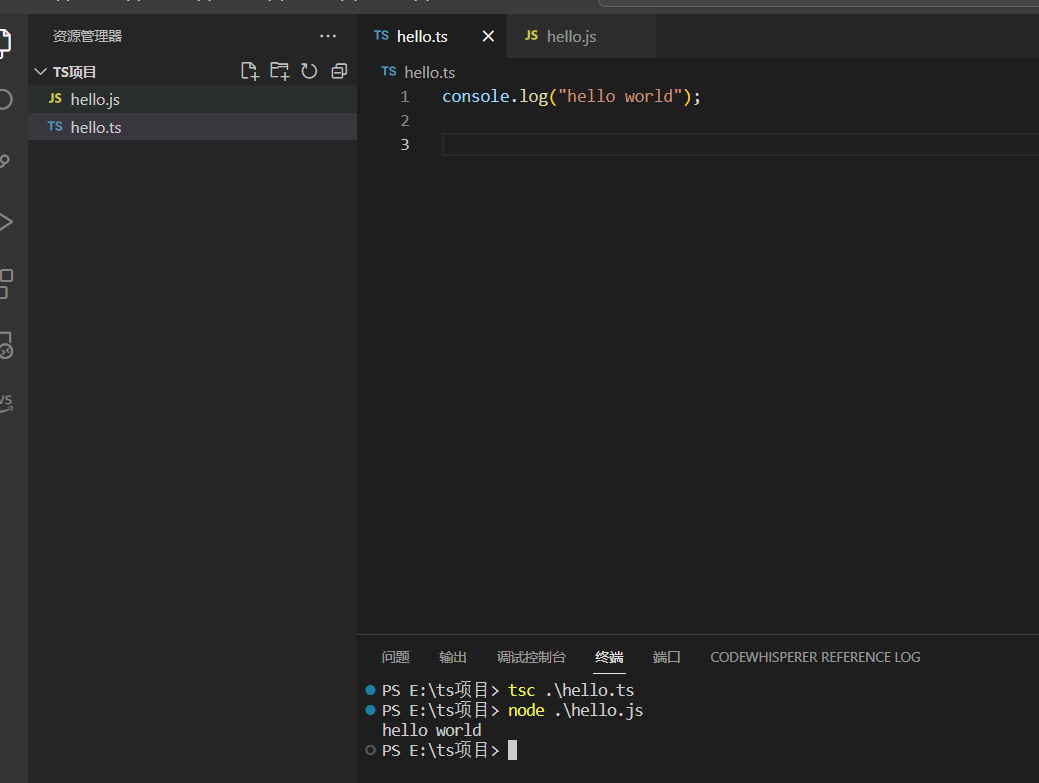 资源管理器
TS项目
JS hello.js
TS hello.ts
TS hello.ts
JS hello.js
TS hello.ts
1 console.log("hello world");
2
3
问题 输出 调试控制台 终端 端口 CODEWHISPERER REFERENCE LOG
PS E:\ts项目> tsc .\hello.ts
PS E:\ts项目> node .\hello.js
hello world
PS E:\ts项目>